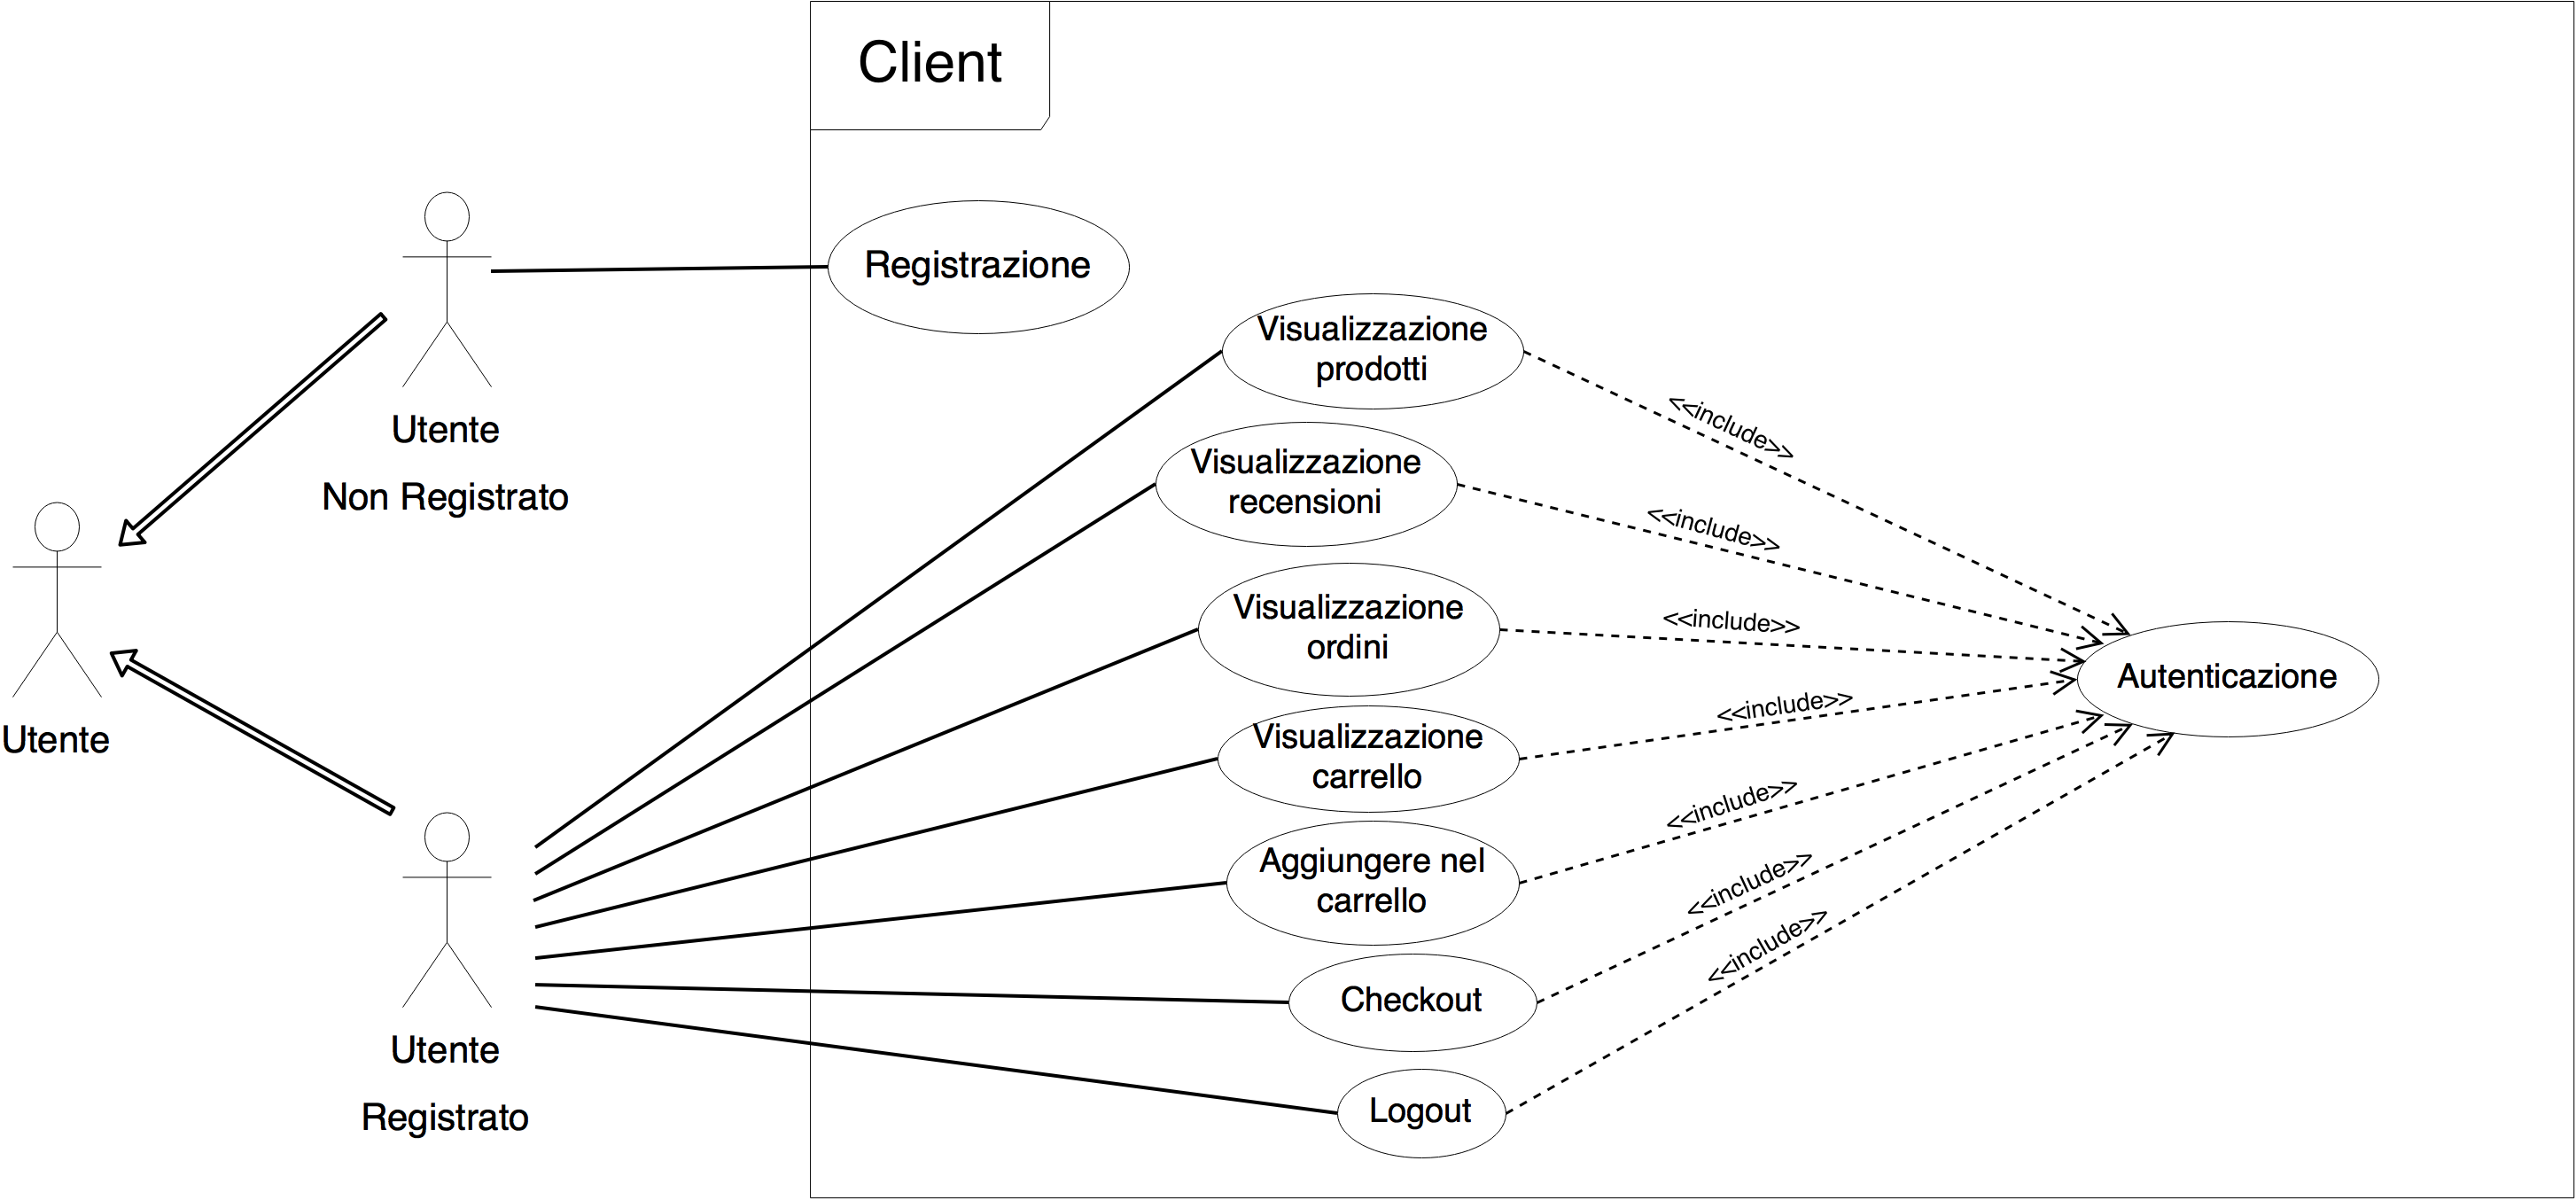 Client
Registrazione
Utente
Non Registrato
Utente
Utente
Registrato
Visualizzazione
prodotti
Visualizzazione
recensioni
Visualizzazione
ordini
Visualizzazione
carrello
Aggiungere nel
carrello
Checkout
Logout
<<include>>
<<include>>
<<include>>
<<include>>
<<include>>
<<include>>
<<include>>
Autenticazione